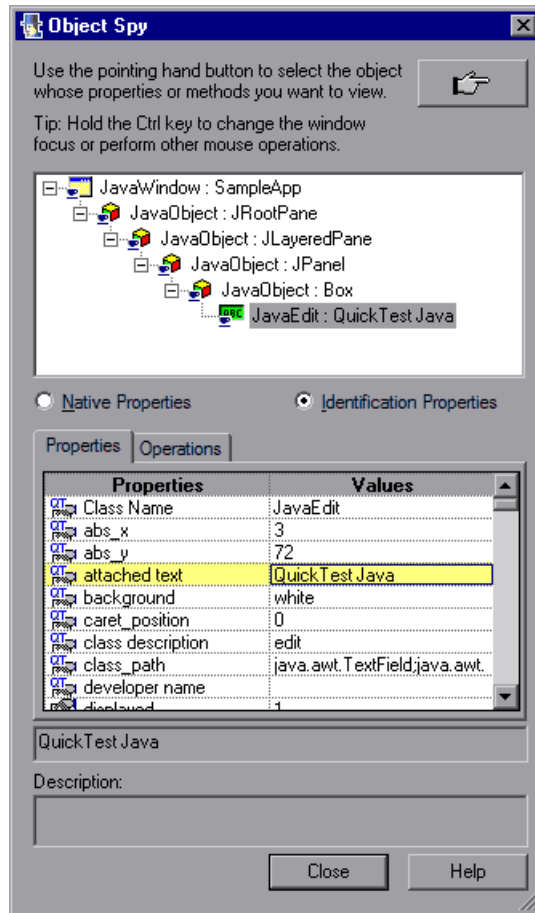 Object Spy
Use the pointing hand button to select the object
whose properties or methods you want to view.
Tip: Hold the Ctrl key to change the window
focus or perform other mouse operations.
JavaWindow : SampleApp
JavaObject : JRootPane
JavaObject : JLayeredPane
JavaObject : JPanel
JavaObject : Box
ABC JavaEdit : QuickTest Java
Native Properties Identification Properties
Properties Operations
Properties Values
Class Name JavaEdit
abs_x 3
abs_y 72
attached text QuickTest Java
background white
caret_position 0
class description edit
class_path java.awt.TextField;java.awt.
developer name
displayed 1
QuickTest Java
Description:
Close Help